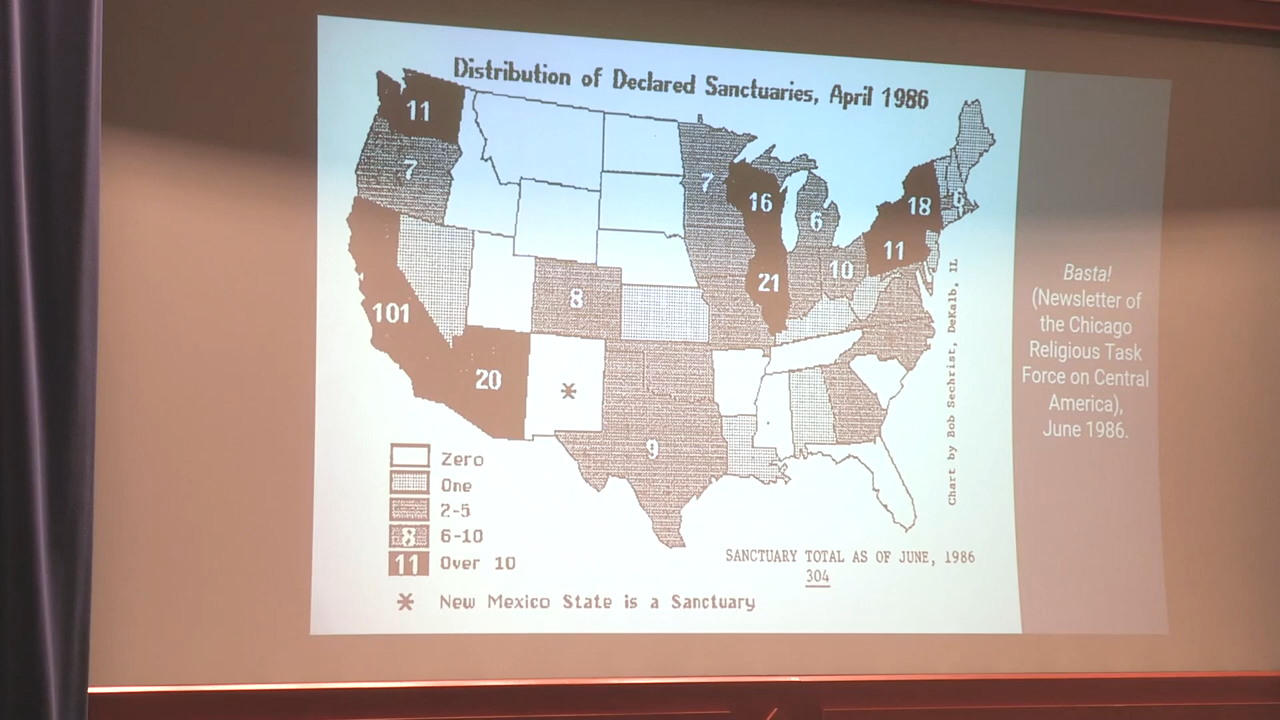 Distribution of Declared Sanctuaries, April 1986
11
7
7
16
6
18
6
11
10
21
8
101
20
*
9
Zero
One
2-5
8 6-10
11 Over 10
* New Mexico State is a Sanctuary
SANCTUARY TOTAL AS OF JUNE, 1986
304
Chart by Bob Sechrist, DeKalb, IL
Basta!
(Newsletter of
the Chicago
Religious Task
Force on Central
America),
June 1986.